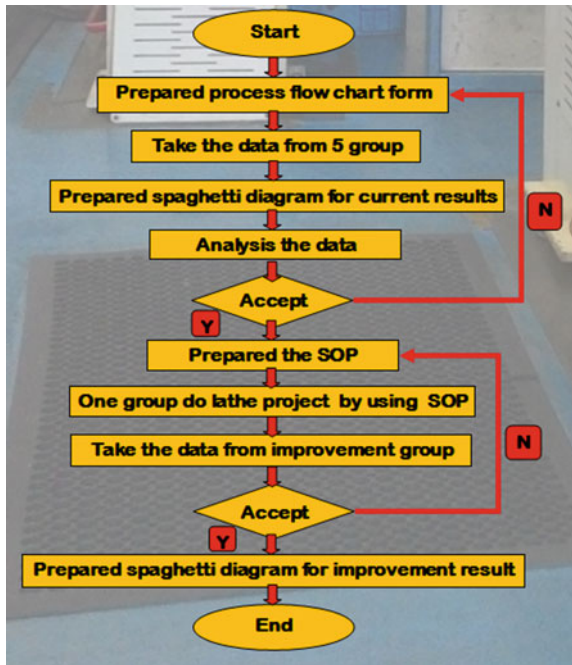 Start
Prepared process flow chart form
Take the data from 5 group
Prepared spaghetti diagram for current results
N
Analysis the data
Accept
Y
Prepared the SOP
One group do lathe project by using SOP
Take the data from improvement group
N
Accept
Y
Prepared spaghetti diagram for improvement result
End